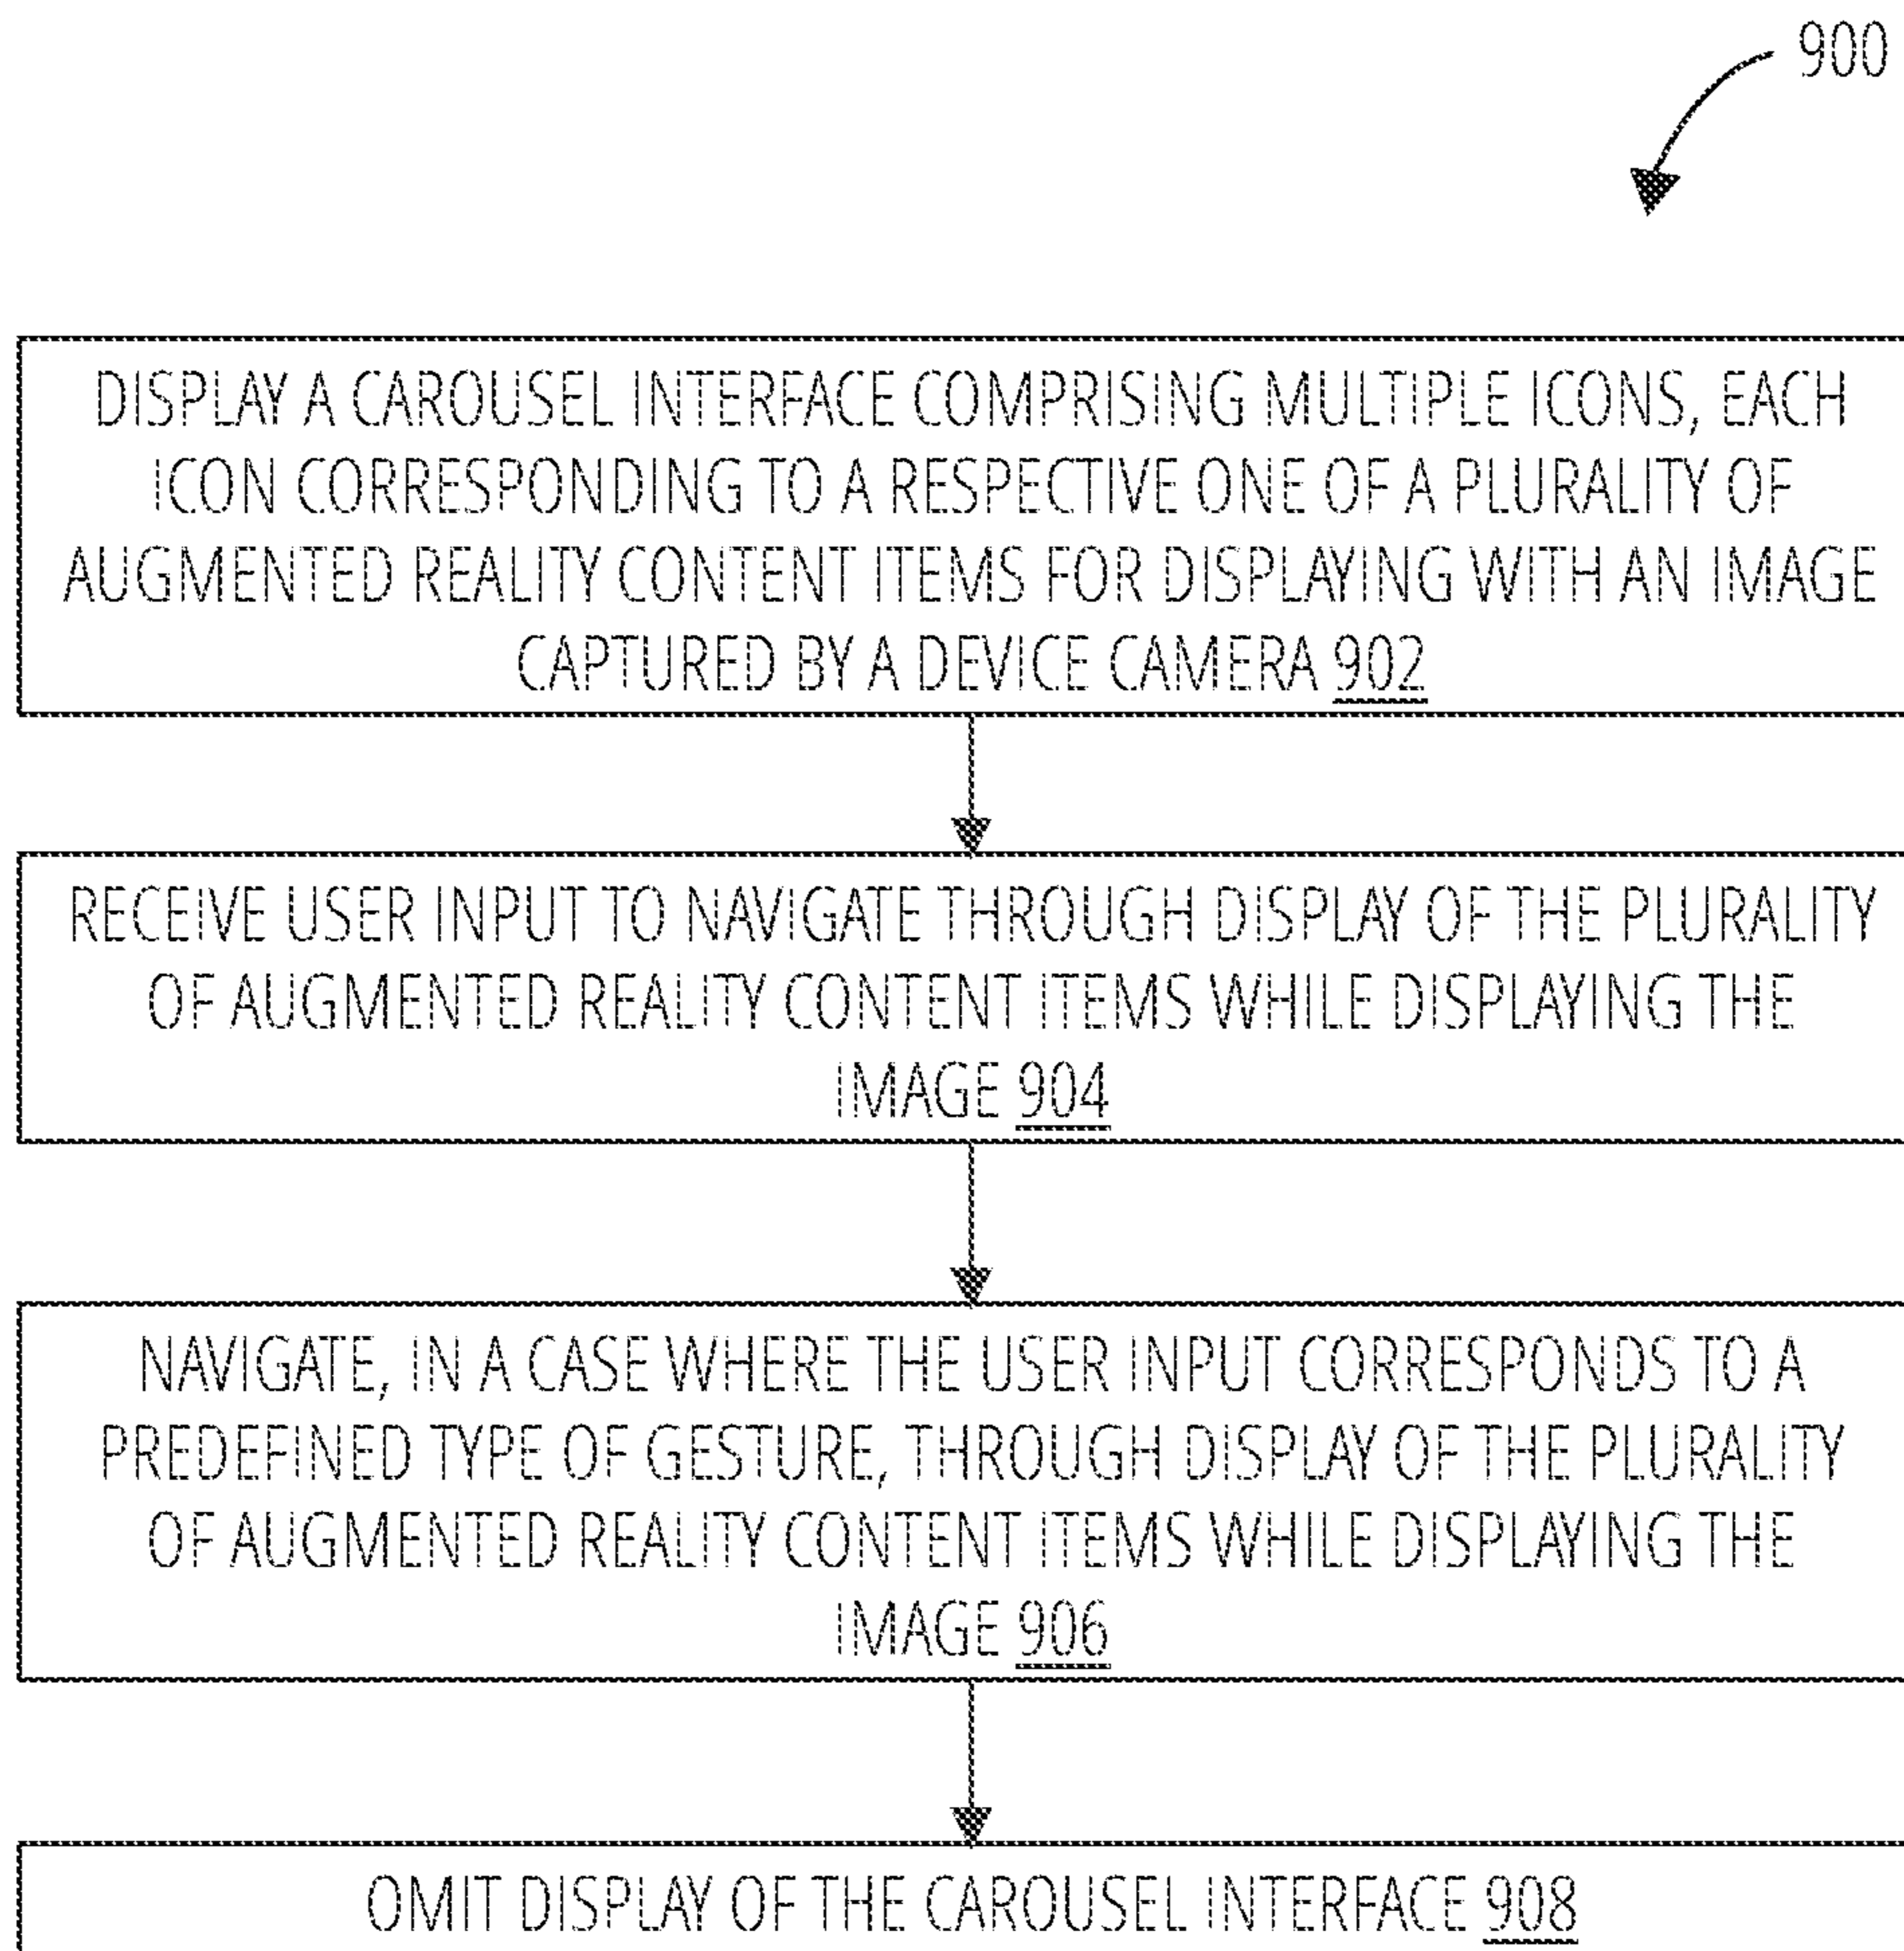 900
DISPLAY A CAROUSEL INTERFACE COMPRISING MULTIPLE ICONS, EACH
ICON CORRESPONDING TO A RESPECTIVE ONE OF A PLURALITY OF
AUGMENTED REALITY CONTENT ITEMS FOR DISPLAYING WITH AN IMAGE
CAPTURED BY A DEVICE CAMERA 902
RECEIVE USER INPUT TO NAVIGATE THROUGH DISPLAY OF THE PLURALITY
OF AUGMENTED REALITY CONTENT ITEMS WHILE DISPLAYING THE
IMAGE 904
NAVIGATE, IN A CASE WHERE THE USER INPUT CORRESPONDS TO A
PREDEFINED TYPE OF GESTURE, THROUGH DISPLAY OF THE PLURALITY
OF AUGMENTED REALITY CONTENT ITEMS WHILE DISPLAYING THE
IMAGE 906
OMIT DISPLAY OF THE CAROUSEL INTERFACE 908